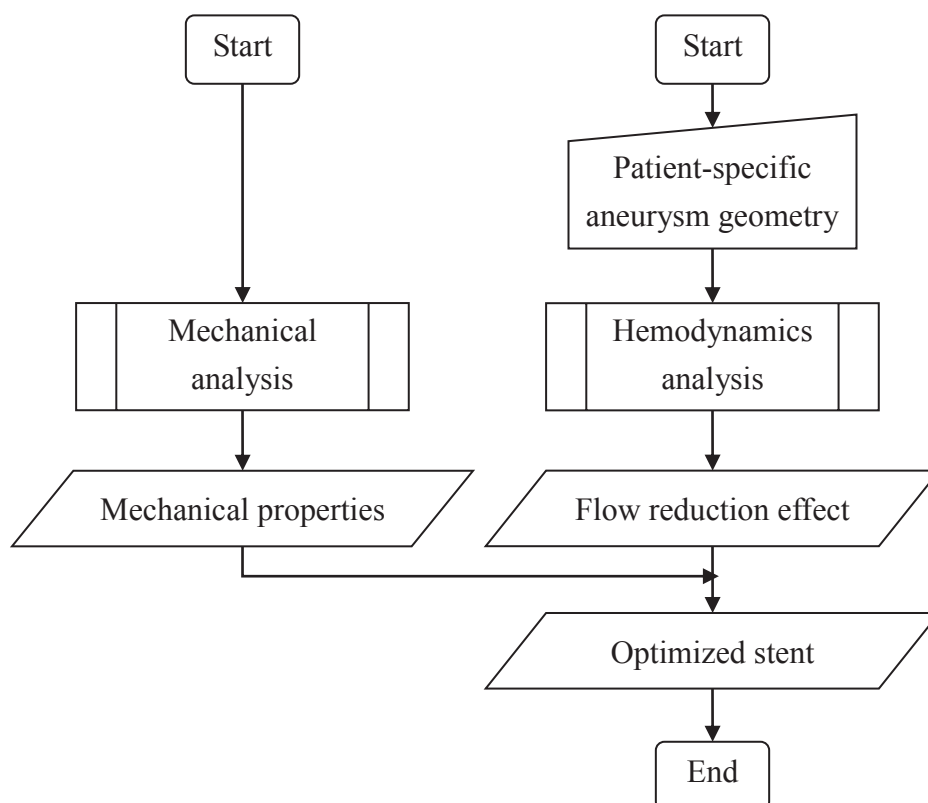 Start
Start
Patient-specific
aneurysm geometry
Mechanical
analysis
Hemodynamics
analysis
Mechanical properties
Flow reduction effect
Optimized stent
End